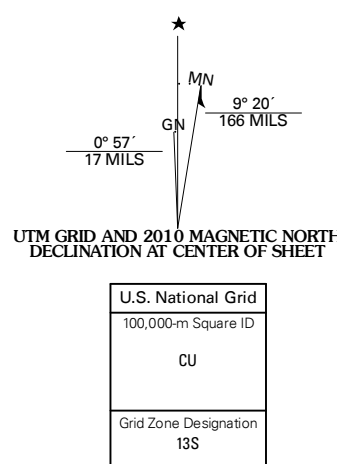 ★
MN
GN
9° 20´
166 MILS
0° 57´
17 MILS
UTM GRID AND 2010 MAGNETIC NORTH
DECLINATION AT CENTER OF SHEET
U.S. National Grid
100,000-m Square ID
CU
Grid Zone Designation
13S